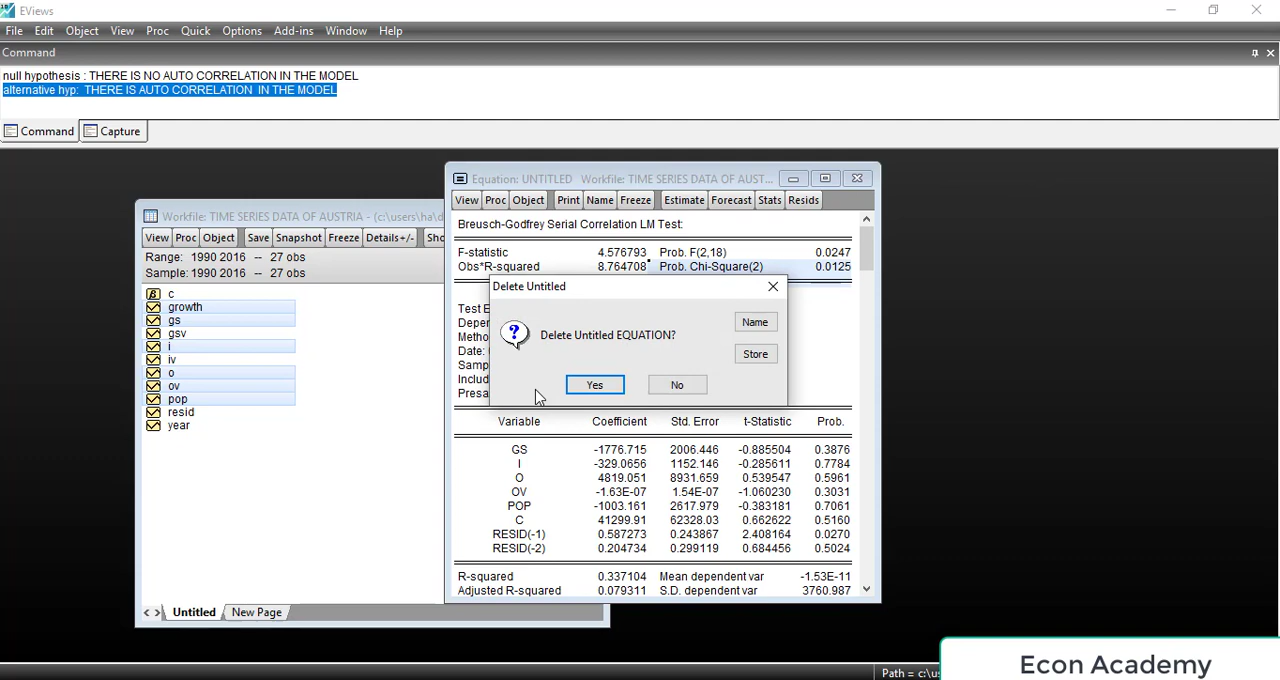 EViews
File Edit Object View Proc Quick Options Add-ins Window Help
Command
null hypothesis : THERE IS NO AUTO CORRELATION IN THE MODEL
alternative hyp: THERE IS AUTO CORRELATION IN THE MODEL
Command Capture
Equation: UNTITLED Workfile: TIME SERIES DATA OF AUST...
View Proc Object Print Name Freeze Estimate Forecast Stats Resids
Breusch-Godfrey Serial Correlation LM Test:
F-statistic 4.576793 Prob. F(2,18) 0.0247
Obs*R-squared 8.764708 Prob. Chi-Square(2) 0.0125
Workfile: TIME SERIES DATA OF AUSTRIA - (c:\users\ha\d
View Proc Object Save Snapshot Freeze Details+/- Sho
Range: 1990 2016 -- 27 obs
Sample: 1990 2016 -- 27 obs
c
growth
gs
gsv
i
iv
o
ov
pop
resid
year
Untitled New Page
Delete Untitled
Delete Untitled EQUATION?
Name
Store
Yes No
Test E
Depen
Metho
Date:
Samp
Includ
Presa
Variable Coefficient Std. Error t-Statistic Prob.
GS -1776.715 2006.446 -0.885504 0.3876
I -329.0656 1152.146 -0.285611 0.7784
O 4819.051 8931.659 0.539547 0.5961
OV -1.63E-07 1.54E-07 -1.060230 0.3031
POP -1003.161 2617.979 -0.383181 0.7061
C 41299.91 62328.03 0.662622 0.5160
RESID(-1) 0.587273 0.243867 2.408164 0.0270
RESID(-2) 0.204734 0.299119 0.684456 0.5024
R-squared 0.337104 Mean dependent var -1.53E-11
Adjusted R-squared 0.079311 S.D. dependent var 3760.987
Path = c:\us
Econ Academy